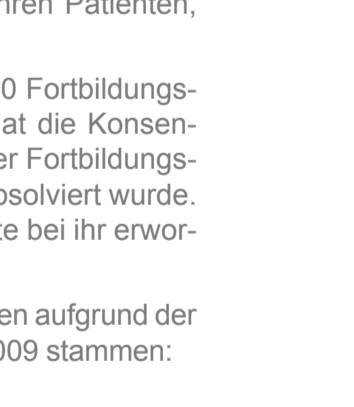 Ihren Patienten,
0 Fortbildungs-
at die Konsen-
er Fortbildungs-
bsolviert wurde.
te bei ihr erwor-
en aufgrund der
009 stammen: